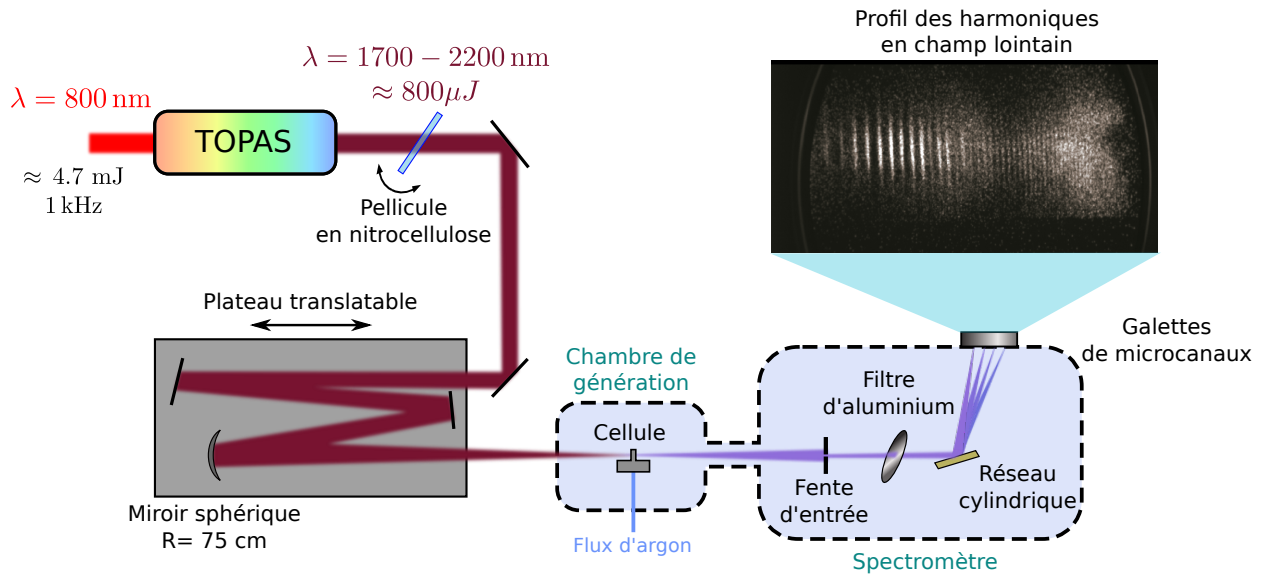 Profil des harmoniques
en champ lointain
λ = 1700 − 2200 nm
≈ 800μJ
λ = 800 nm
TOPAS
≈ 4.7 mJ
1 kHz
Pellicule
en nitrocellulose
Plateau translatable
Galettes
de microcanaux
Chambre de
génération
Filtre
d'aluminium
Cellule
Fente
d'entrée
Réseau
cylindrique
Miroir sphérique
R= 75 cm
Flux d'argon
Spectromètre